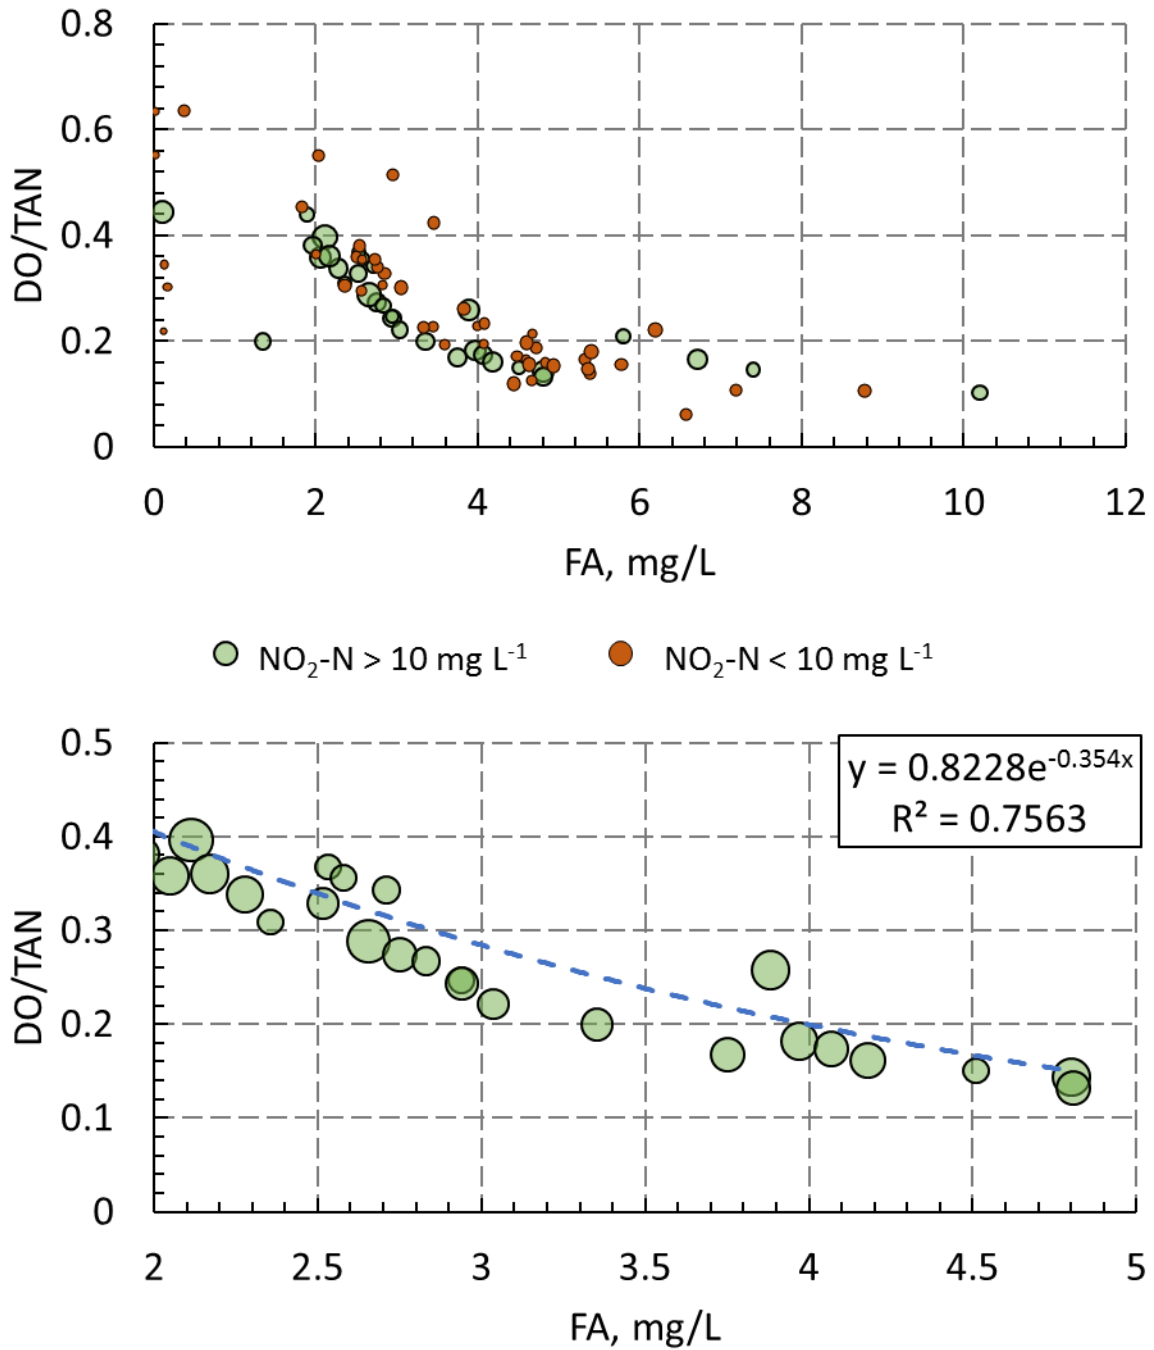 0.8
0.6
0.4
0.2
0
DO/TAN
0 2 4 6 8 10 12
FA, mg/L
NO₂-N > 10 mg L⁻¹ NO₂-N < 10 mg L⁻¹
0.5
0.4
0.3
0.2
0.1
0
DO/TAN
y = 0.8228e⁻⁰·³⁵⁴ˣ
R² = 0.7563
2 2.5 3 3.5 4 4.5 5
FA, mg/L